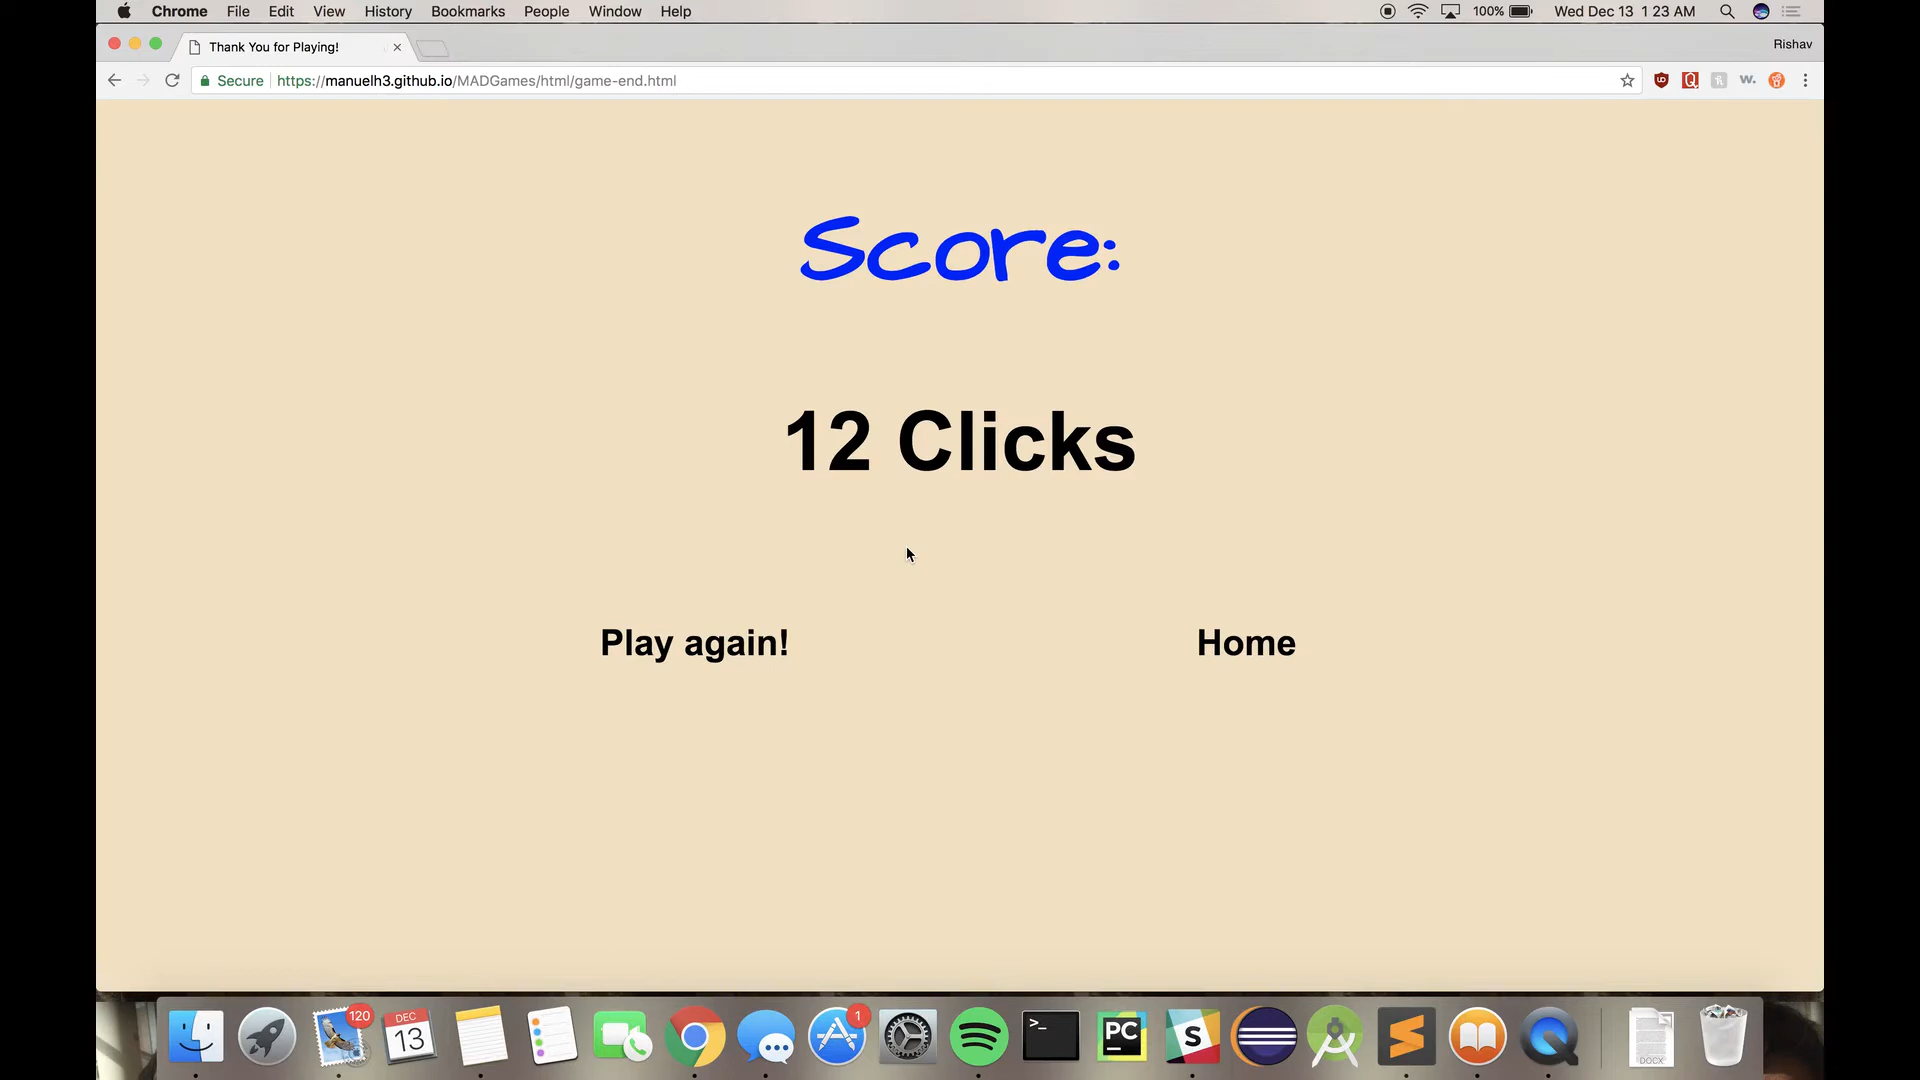 Chrome File Edit View History Bookmarks People Window Help 100% Wed Dec 13 1:23 AM
Thank You for Playing! Rishav
Secure https://manuelh3.github.io/MADGames/html/game-end.html
Score:
12 Clicks
Play again! Home
120 DEC 13 1 >_ PC S DOCX